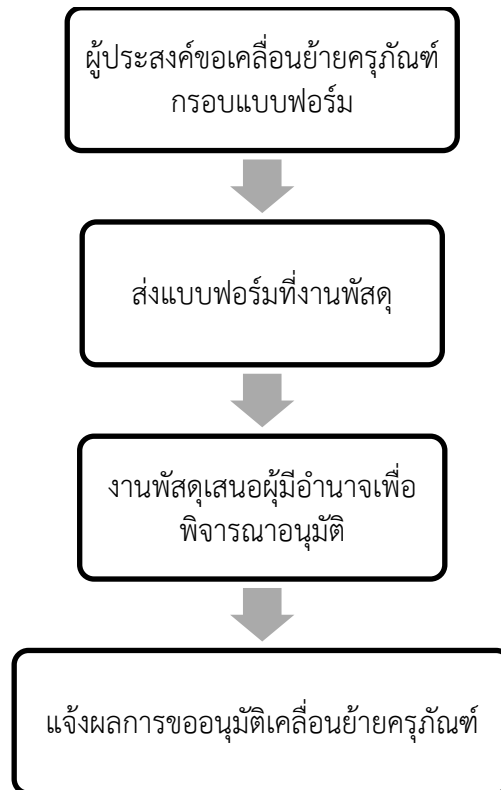 ผู้ประสงค์ขอเคลื่อนย้ายครุภัณฑ์
กรอบแบบฟอร์ม
ส่งแบบฟอร์มที่งานพัสดุ
งานพัสดุเสนอผู้มีอำนาจเพื่อ
พิจารณาอนุมัติ
แจ้งผลการขออนุมัติเคลื่อนย้ายครุภัณฑ์